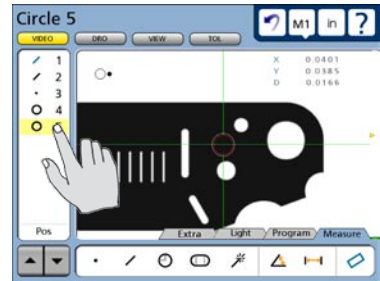 Circle 5
M1 in ?
VIDEO DRO VIEW TOL
1
2
3
4
X 0.0401
Y 0.0385
D 0.0166
Pos
Extra Light Program Measure